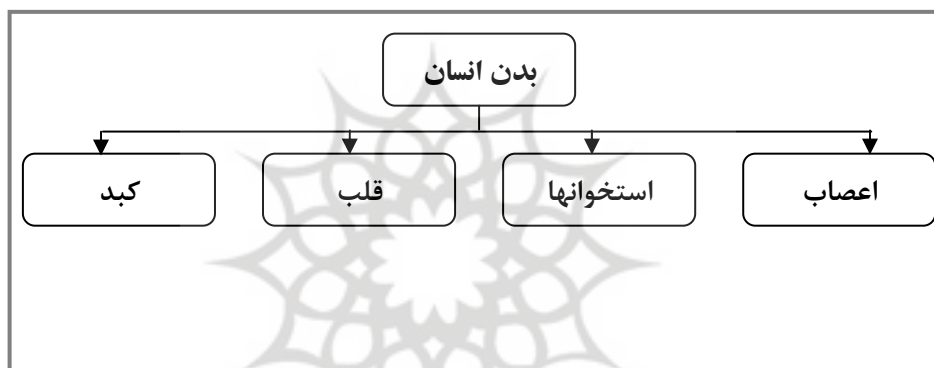 بدن انسان
اعصاب
استخوانها
قلب
کبد